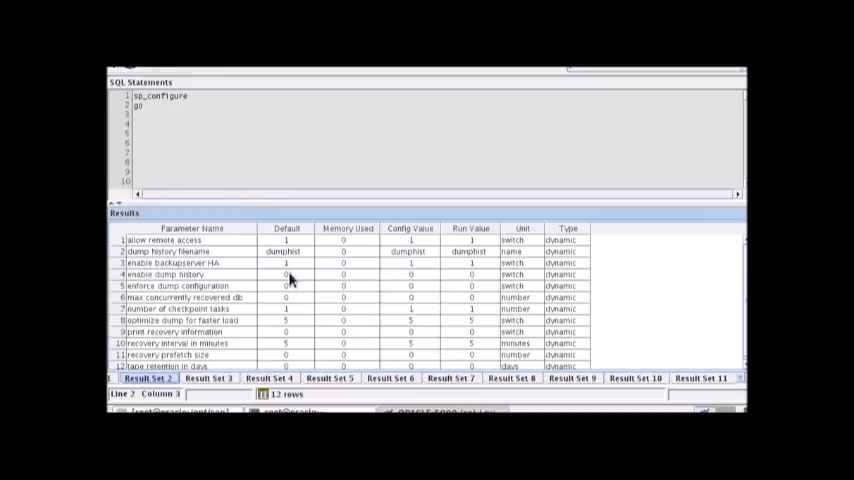 SQL Statements
1 sp_configure
2 go
3
4
5
6
7
8
9
10
Results
Parameter Name Default Memory Used Config Value Run Value Unit Type
1 allow remote access 1 0 1 1 switch dynamic
2 dump history filename dumphist 0 dumphist dumphist name dynamic
3 enable backupserver HA 1 0 1 1 switch dynamic
4 enable dump history 0 0 0 0 switch dynamic
5 enforce dump configuration 0 0 0 0 switch dynamic
6 max concurrently recovered db 0 0 0 0 number dynamic
7 number of checkpoint tasks 1 0 1 1 number dynamic
8 optimize dump for faster load 5 0 5 5 switch dynamic
9 print recovery information 0 0 0 0 switch dynamic
10 recovery interval in minutes 5 0 5 5 minutes dynamic
11 recovery prefetch size 0 0 0 0 number dynamic
12 tape retention in days 0 0 0 0 days dynamic
Result Set 2 Result Set 3 Result Set 4 Result Set 5 Result Set 6 Result Set 7 Result Set 8 Result Set 9 Result Set 10 Result Set 11
Line 2 Column 3 12 rows